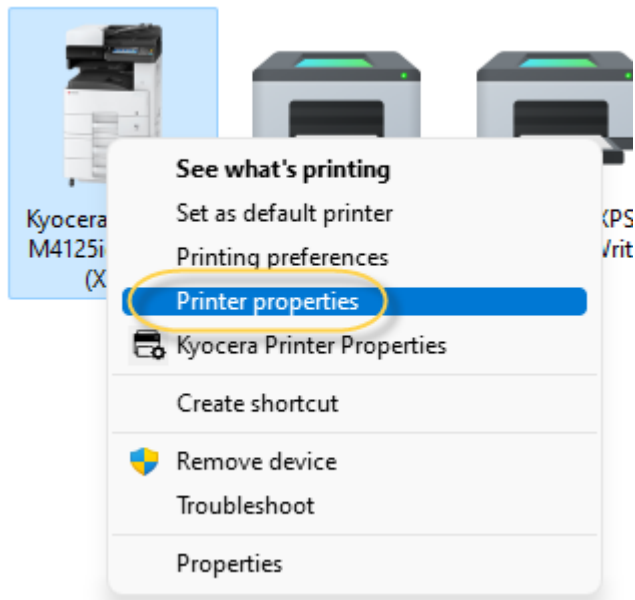 See what's printing
Set as default printer
Kyocera
Printing preferences
M4125i
(X
Printer properties
Kyocera Printer Properties
Create shortcut
Remove device
Troubleshoot
Properties